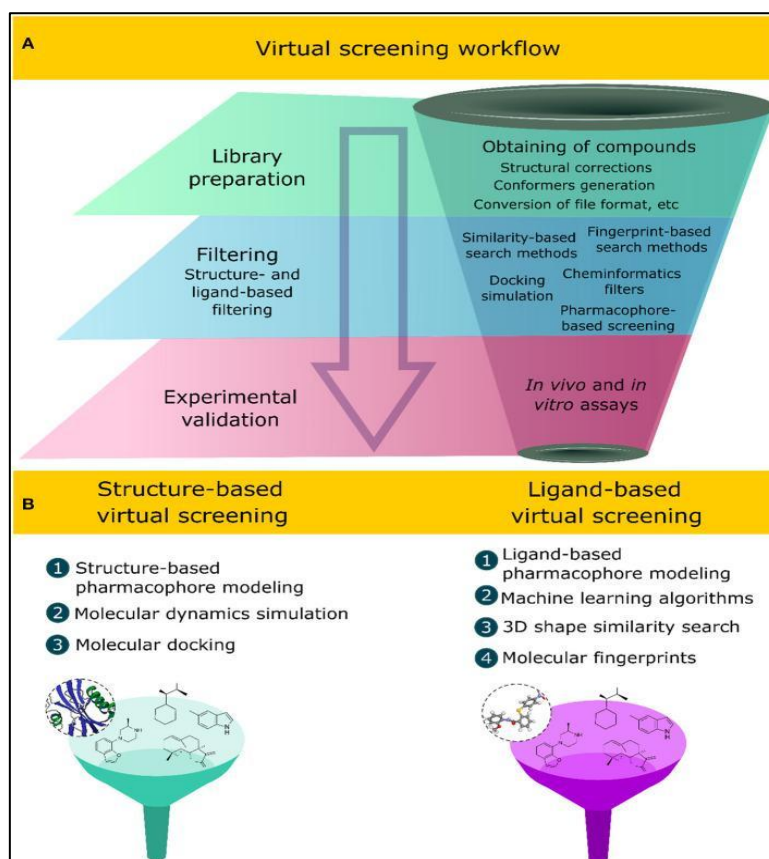 A
Virtual screening workflow
Library
preparation
Obtaining of compounds
Structural corrections
Conformers generation
Conversion of file format, etc
Filtering
Structure- and
ligand-based
filtering
Similarity-based
search methods
Fingerprint-based
search methods
Docking
simulation
Cheminformatics
filters
Pharmacophore-
based screening
Experimental
validation
In vivo and in
vitro assays
B
Structure-based
virtual screening
1 Structure-based
pharmacophore modeling
2 Molecular dynamics simulation
3 Molecular docking
Ligand-based
virtual screening
1 Ligand-based
pharmacophore modeling
2 Machine learning algorithms
3 3D shape similarity search
4 Molecular fingerprints